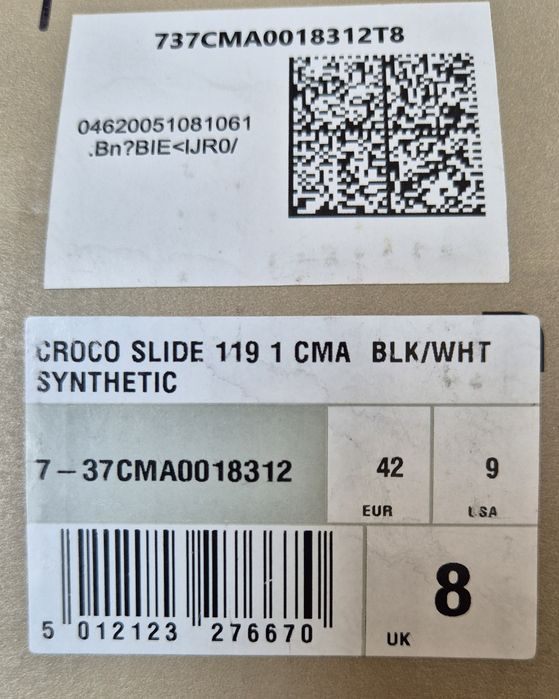 737CMA0018312T8
04620051081061
.Bn?BIE<IJR0/
CROCO SLIDE 119 1 CMA BLK/WHT
SYNTHETIC
7-37CMA0018312
42
EUR
9
USA
5 012123 276670
8
UK